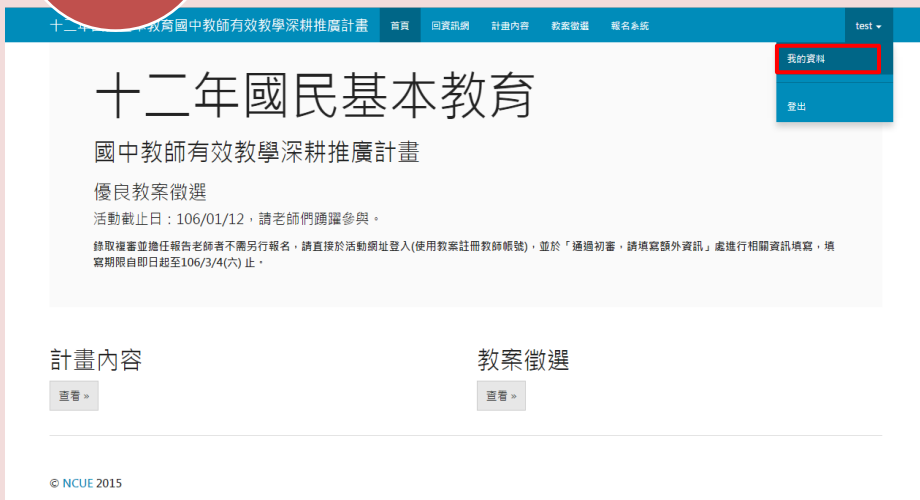 十二年 教育國中教師有效教學深耕推廣計畫 首頁 回資訊網 計畫內容 教案徵選 報名系統 test
我的資料
登出
十二年國民基本教育
國中教師有效教學深耕推廣計畫
優良教案徵選
活動截止日：106/01/12，請老師們踴躍參與。
錄取複審並擔任報告老師者不需另行報名，請直接於活動網址登入(使用教案註冊教師帳號)，並於「通過初審，請填寫額外資訊」處進行相關資訊填寫，填
寫期限自即日起至106/3/4(六) 止。
計畫內容 教案徵選
查看 » 查看 »
© NCUE 2015